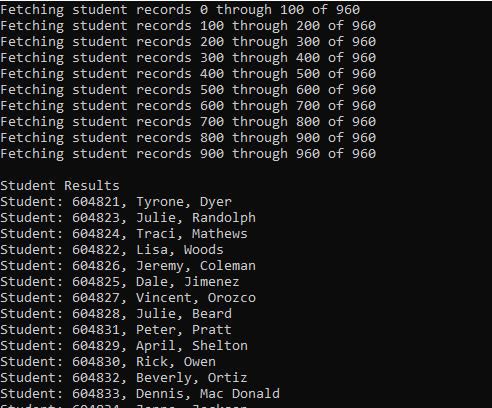 Fetching student records 0 through 100 of 960
Fetching student records 100 through 200 of 960
Fetching student records 200 through 300 of 960
Fetching student records 300 through 400 of 960
Fetching student records 400 through 500 of 960
Fetching student records 500 through 600 of 960
Fetching student records 600 through 700 of 960
Fetching student records 700 through 800 of 960
Fetching student records 800 through 900 of 960
Fetching student records 900 through 960 of 960
Student Results
Student: 604821, Tyrone, Dyer
Student: 604823, Julie, Randolph
Student: 604824, Traci, Mathews
Student: 604822, Lisa, Woods
Student: 604826, Jeremy, Coleman
Student: 604825, Dale, Jimenez
Student: 604827, Vincent, Orozco
Student: 604828, Julie, Beard
Student: 604831, Peter, Pratt
Student: 604829, April, Shelton
Student: 604830, Rick, Owen
Student: 604832, Beverly, Ortiz
Student: 604833, Dennis, Mac Donald
Student: 604834,